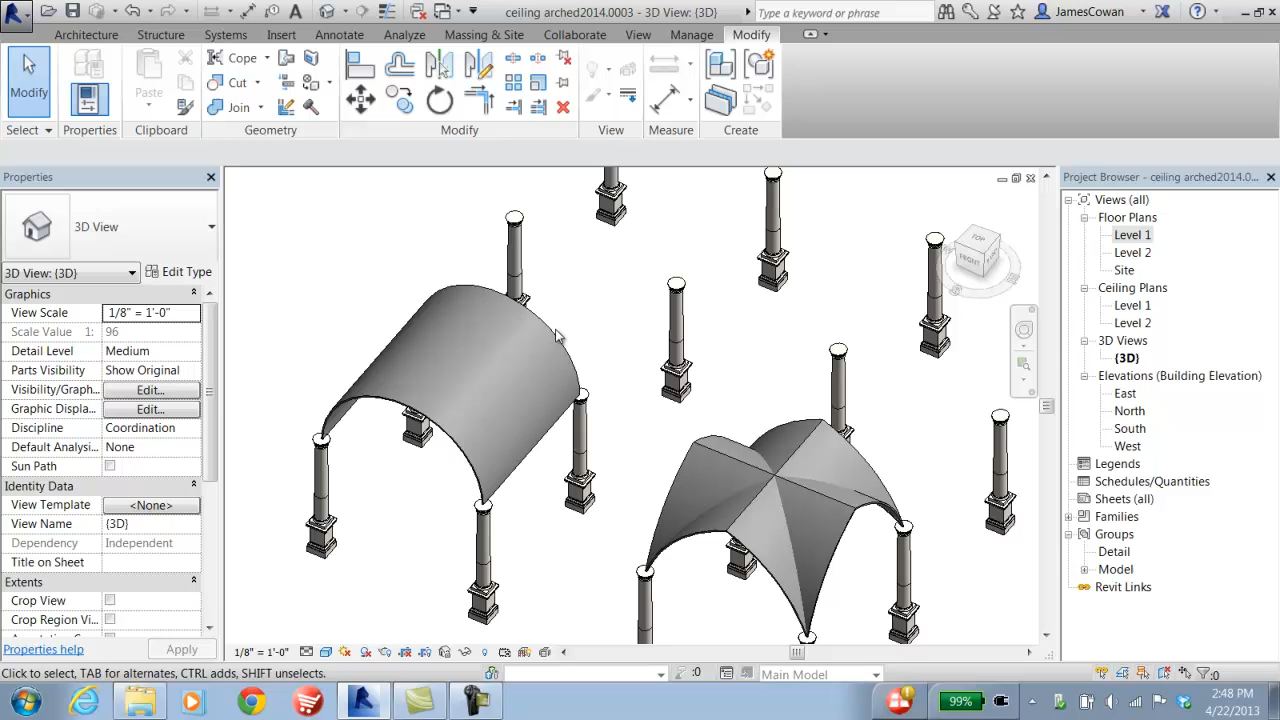 ceiling arched2014.0003 - 3D View: {3D}
Type a keyword or phrase
JamesCowan
Architecture Structure Systems Insert Annotate Analyze Massing & Site Collaborate View Manage Modify
Modify
Paste
Cope
Cut
Join
Select Properties Clipboard Geometry Modify View Measure Create
Properties
3D View
3D View: {3D} Edit Type
Graphics
View Scale 1/8" = 1'-0"
Scale Value 1: 96
Detail Level Medium
Parts Visibility Show Original
Visibility/Graph... Edit...
Graphic Displa... Edit...
Discipline Coordination
Default Analysi... None
Sun Path
Identity Data
View Template <None>
View Name {3D}
Dependency Independent
Title on Sheet
Extents
Crop View
Crop Region Vi...
Properties help Apply
TOP
FRONT
Project Browser - ceiling arched2014.0...
Views (all)
Floor Plans
Level 1
Level 2
Site
Ceiling Plans
Level 1
Level 2
3D Views
{3D}
Elevations (Building Elevation)
East
North
South
West
Legends
Schedules/Quantities
Sheets (all)
Families
Groups
Detail
Model
Revit Links
1/8" = 1'-0"
Click to select, TAB for alternates, CTRL adds, SHIFT unselects.
:0
Main Model
:0
99%
2:48 PM
4/22/2013